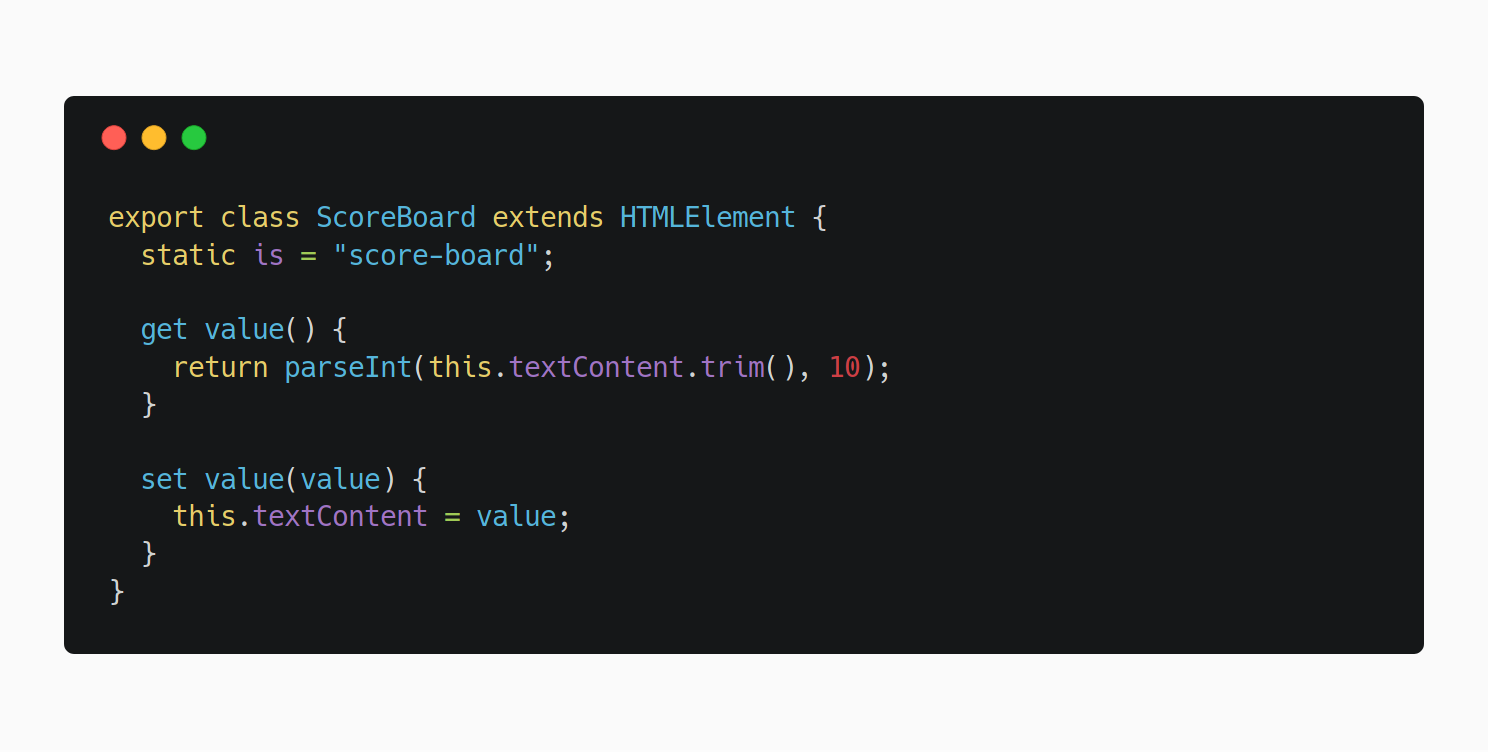 export class ScoreBoard extends HTMLElement {
  static is = "score-board";

  get value() {
    return parseInt(this.textContent.trim(), 10);
  }

  set value(value) {
    this.textContent = value;
  }
}